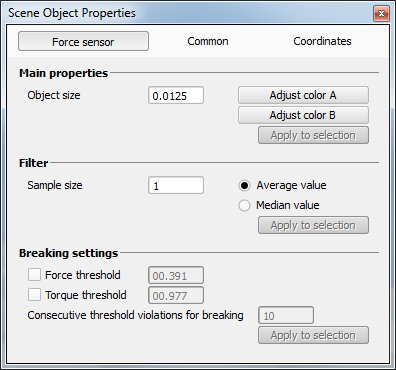 Scene Object Properties
Force sensor Common Coordinates
Main properties
Object size 0.0125 Adjust color A
Adjust color B
Apply to selection
Filter
Sample size 1 Average value
Median value
Apply to selection
Breaking settings
Force threshold 00.391
Torque threshold 00.977
Consecutive threshold violations for breaking 10
Apply to selection